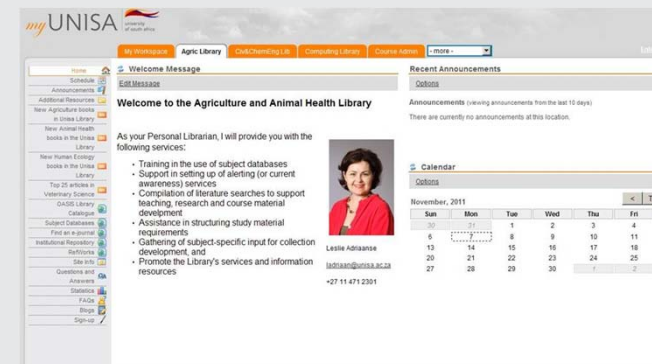 myUNISA
university
of south africa
My Workspace
Agric Library
Civ&ChemEng Lib
Computing Library
Course Admin
- more -
Home
Schedule
Announcements
Additional Resources
New Agriculture books
in Unisa Library
New Animal Health
books in the Unisa
Library
New Human Ecology
books in the Unisa
Library
Top 25 articles in
Veterinary Science
OASIS Library
Catalogue
Subject Databases
Find an e-journal
Institutional Repository
RefWorks
Site Info
Questions and
Answers
Statistics
FAQs
Blogs
Sign-up
Welcome Message
Edit Message
Welcome to the Agriculture and Animal Health Library
As your Personal Librarian, I will provide you with the
following services:
• Training in the use of subject databases
• Support in setting up of alerting (or current
awareness) services
• Compilation of literature searches to support
teaching, research and course material
develpment
• Assistance in structuring study material
requirements
• Gathering of subject-specific input for collection
development, and
• Promote the Library's services and information
resources
Leslie Adriaanse
ladriaan@unisa.ac.za
+27 11 471 2301
Recent Announcements
Options
Announcements (viewing announcements from the last 10 days)
There are currently no announcements at this location.
Calendar
Options
November, 2011
< T
Sun Mon Tue Wed Thu Fri
30 31 1 2 3 4
6 7 8 9 10 11
13 14 15 16 17 18
20 21 22 23 24 25
27 28 29 30 1 2